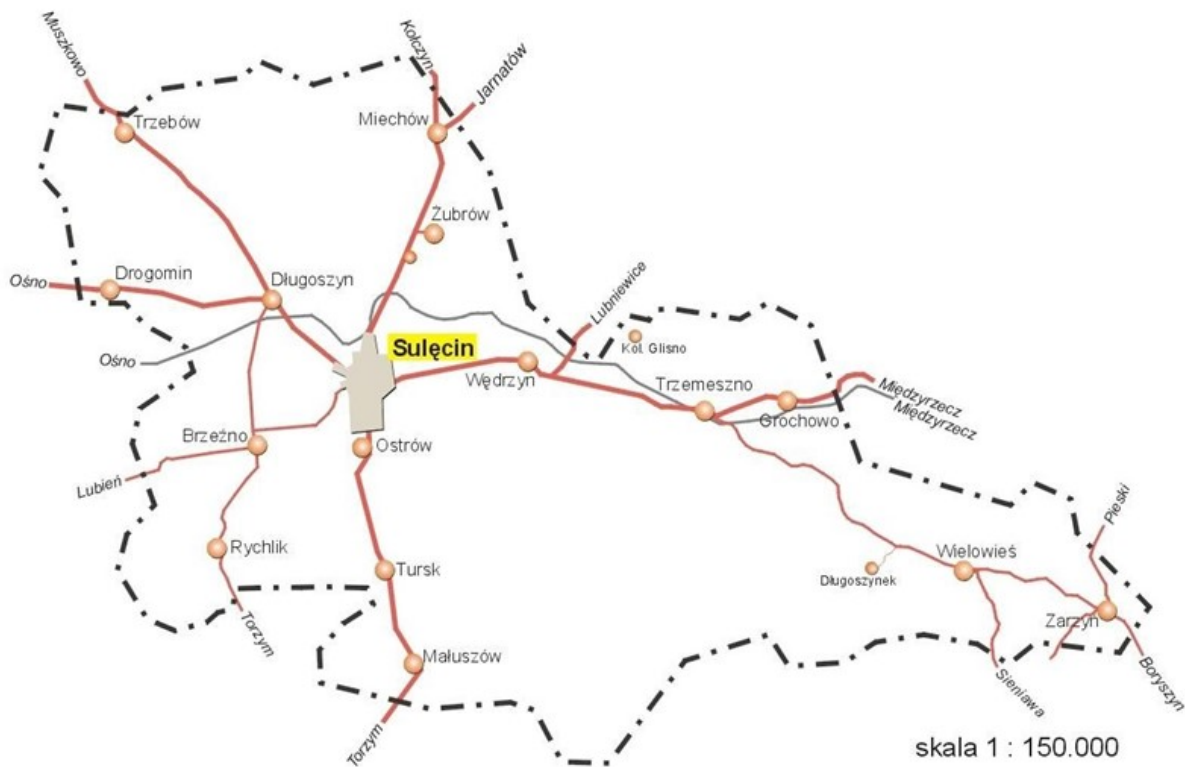 Muszkowo
Kołczyn
Jarnatów
Trzebów
Miechów
Żubrów
Ośno
Drogomin
Długoszyn
Lubniewice
Ośno
Sulęcin
Kol. Glisno
Wędrzyn
Trzemeszno
Międzyrzecz
Międzyrzecz
Grochowo
Brzeźno
Ostrów
Lubień
Pieski
Rychlik
Tursk
Wielowieś
Długoszynek
Torzym
Zarzyn
Małuszów
Sieniawa
Boryszyn
Torzym
skala 1 : 150.000